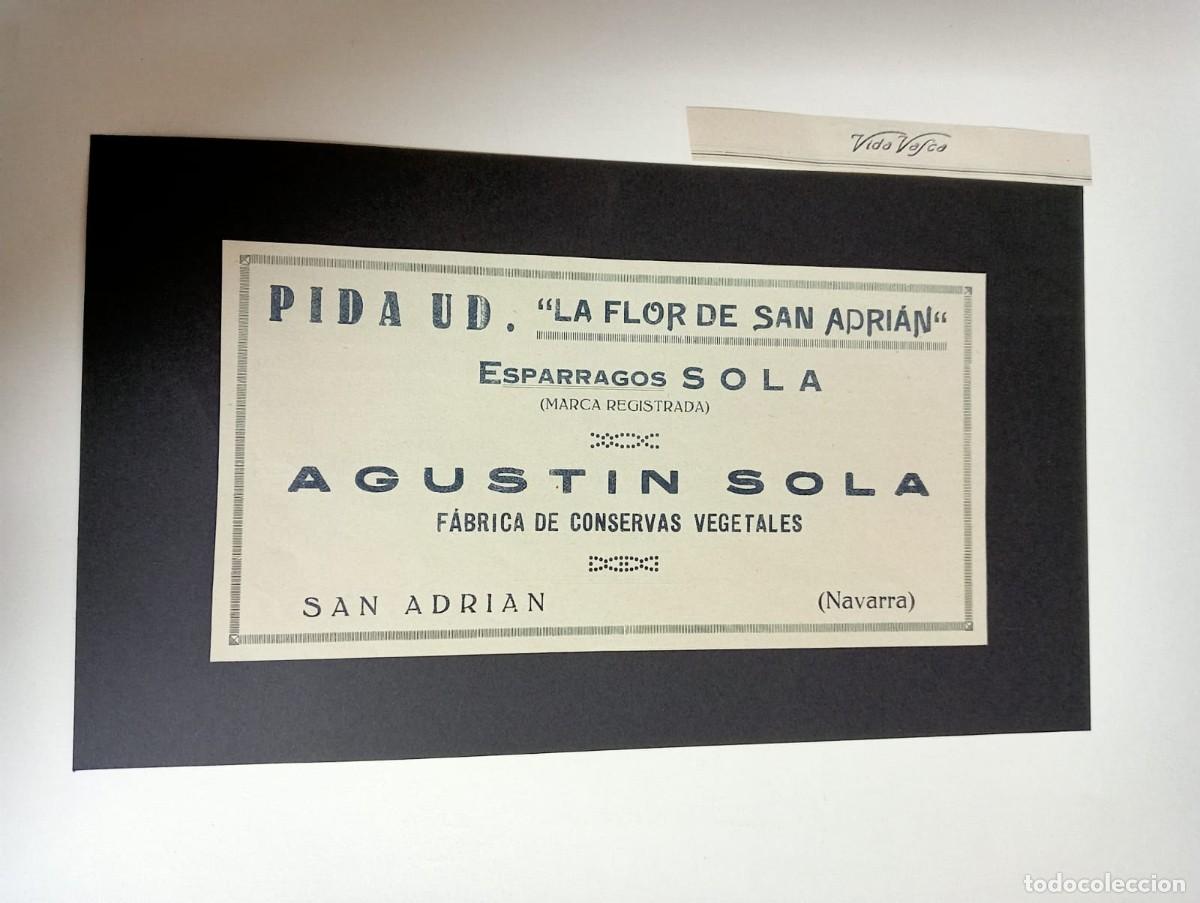 Vida Vasca
PIDA UD. "LA FLOR DE SAN ADRIÁN"
ESPARRAGOS SOLA
(MARCA REGISTRADA)
AGUSTIN SOLA
FÁBRICA DE CONSERVAS VEGETALES
SAN ADRIAN (Navarra)
todocoleccion